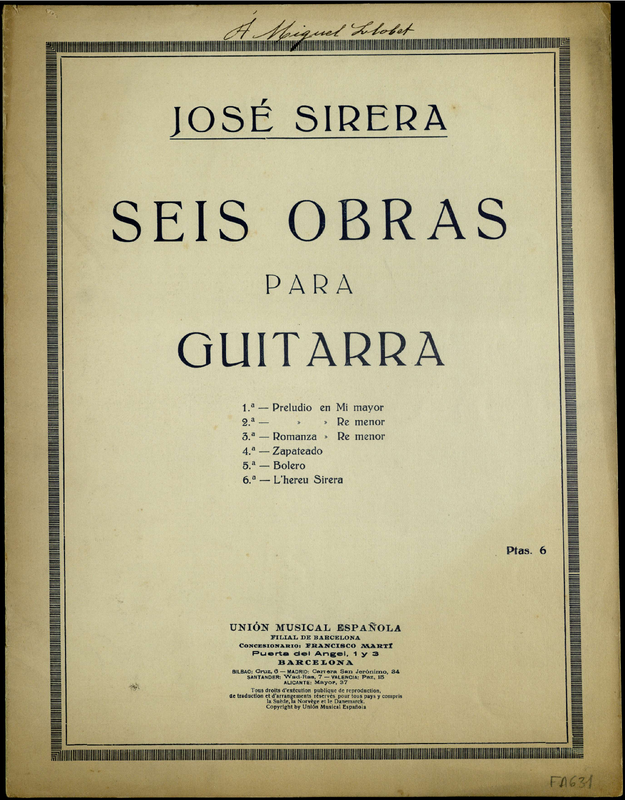 Á Miguel Llobet
JOSÉ SIRERA
SEIS OBRAS
PARA
GUITARRA
1.ª — Preludio en Mi mayor
2.ª — » » Re menor
3.ª — Romanza » Re menor
4.ª — Zapateado
5.ª — Bolero
6.ª — L'hereu Sirera
Ptas. 6
UNIÓN MUSICAL ESPAÑOLA
FILIAL DE BARCELONA
CONCESIONARIO: FRANCISCO MARTÍ
Puerta del Angel, 1 y 3
BARCELONA
BILBAO: Cruz, 6 — MADRID: Carrera San Jerónimo, 34
SANTANDER: Wad-Ras, 7 — VALENCIA: Paz, 15
ALICANTE: Mayor, 37
Tous droits d'exécution publique de reproduction,
de traduction et d'arrangements réservés pour tous pays y compris
la Suède, la Norvège et le Danemarck.
Copyright by Unión Musical Española
FA631